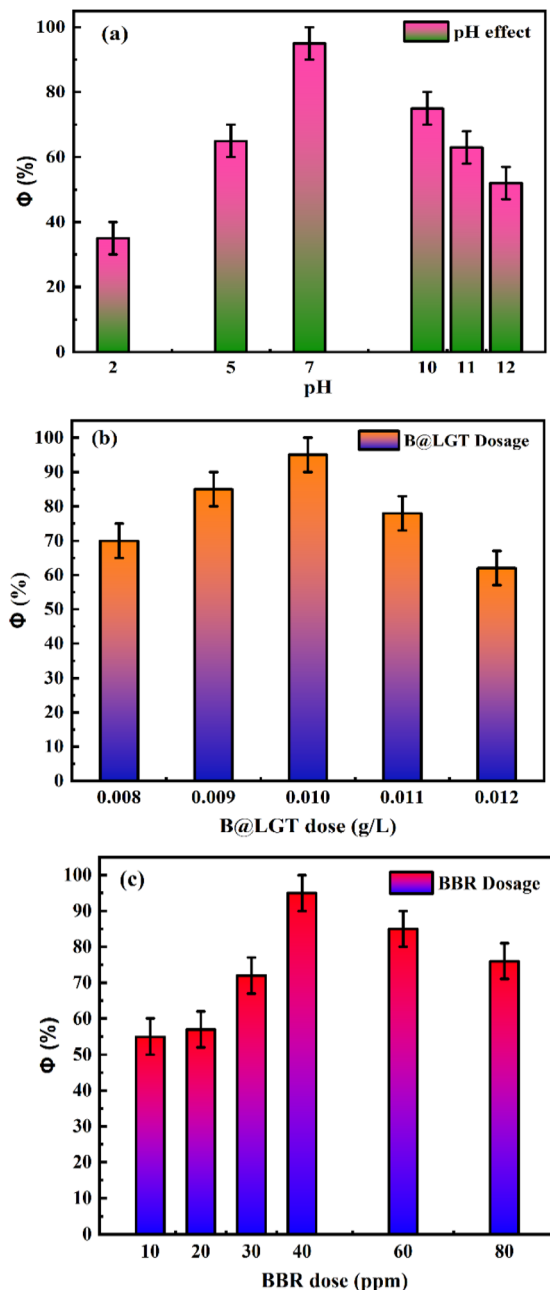 (a)
pH effect
100
80
60
40
20
0
Φ (%)
2 5 7 10 11 12
pH
(b)
B@LGT Dosage
100
90
80
70
60
50
40
30
20
10
0
Φ (%)
0.008 0.009 0.010 0.011 0.012
B@LGT dose (g/L)
(c)
BBR Dosage
100
90
80
70
60
50
40
30
20
10
0
Φ (%)
10 20 30 40 60 80
BBR dose (ppm)